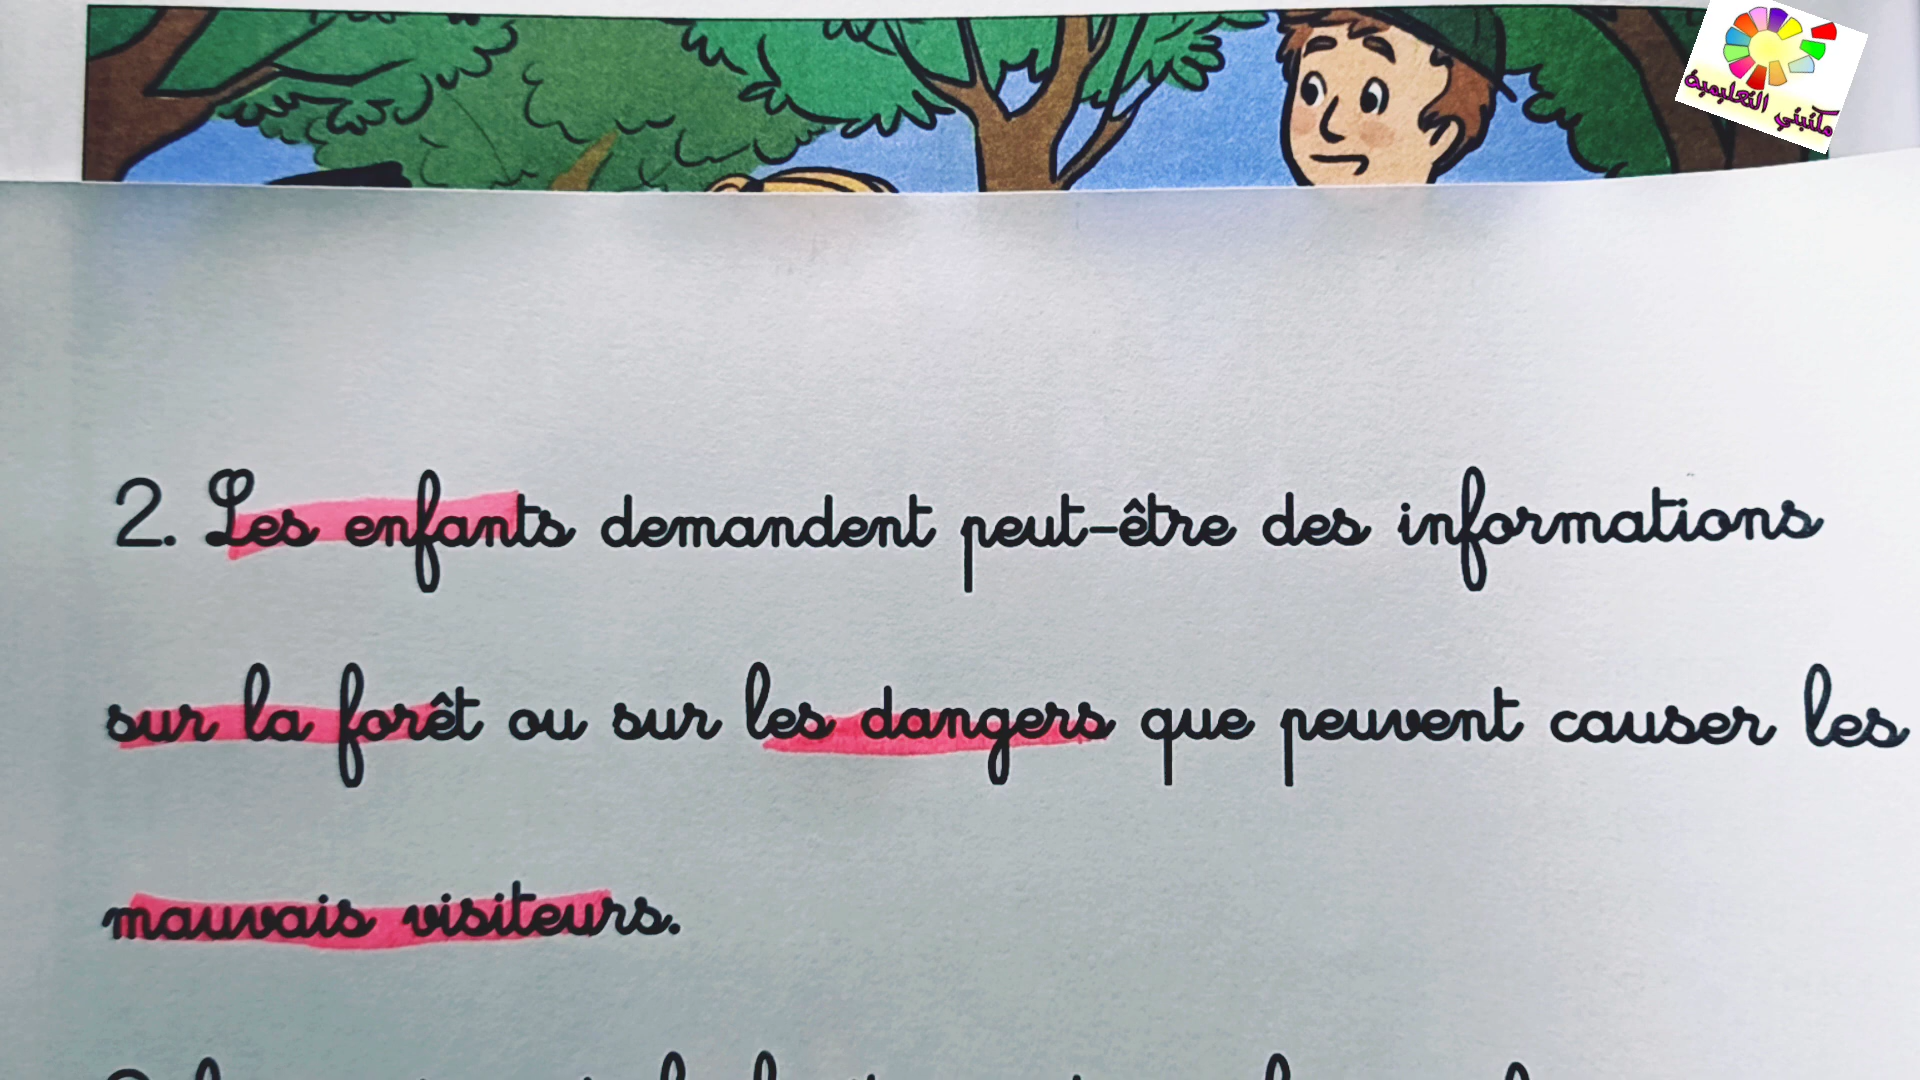 مكتبتي التعليمية
2. Les enfants demandent peut-être des informations
sur la forêt ou sur les dangers que peuvent causer les
mauvais visiteurs.